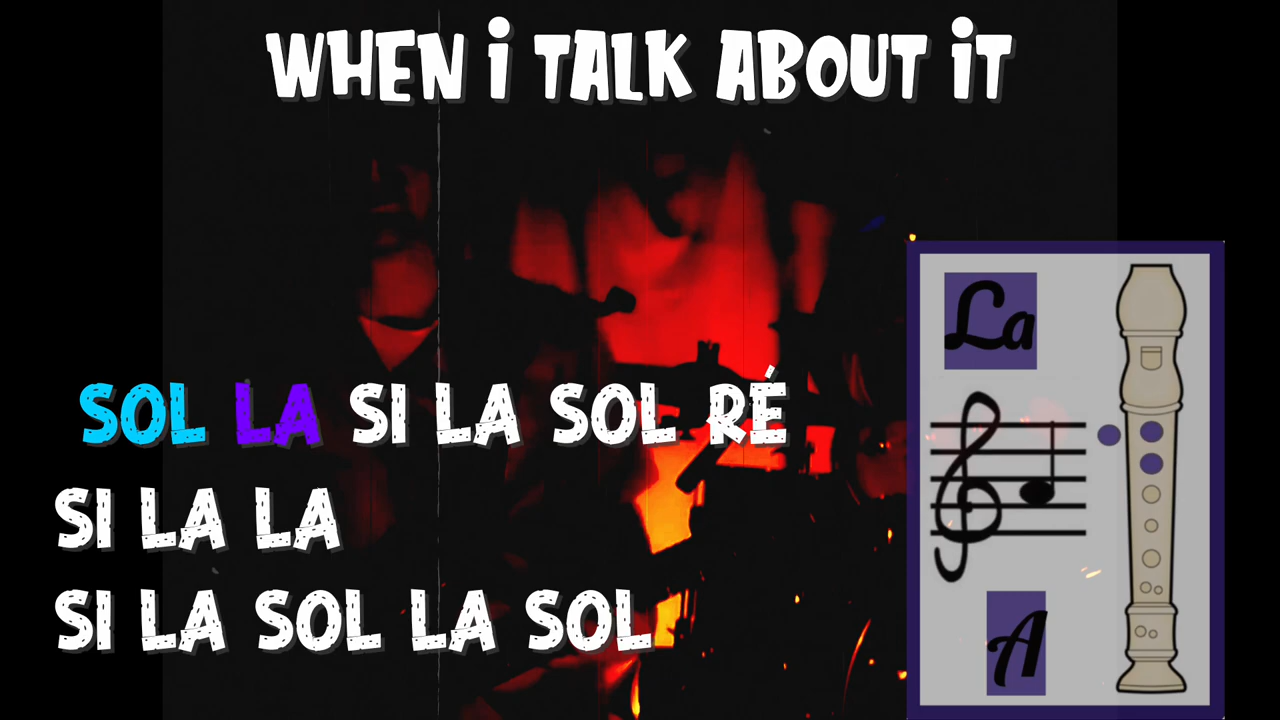 WHEN i TALK ABOUT iT
SOL LA SI LA SOL RÉ
SI LA LA
SI LA SOL LA SOL
La
A